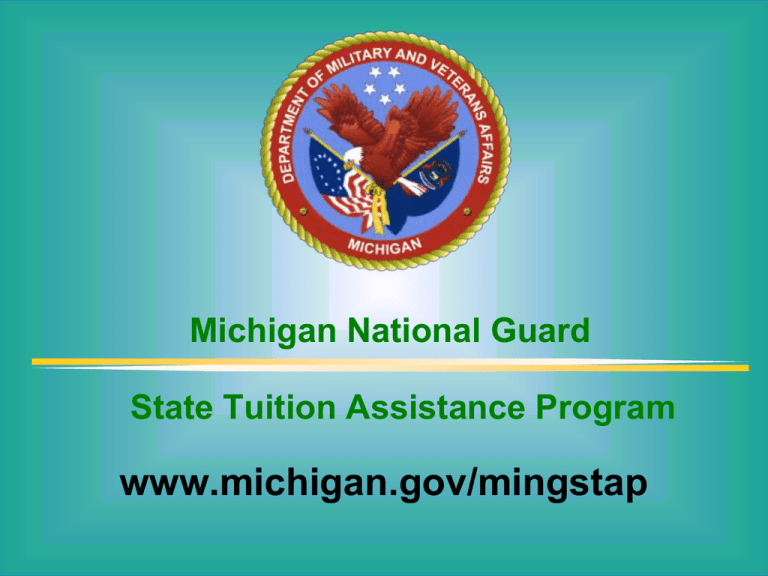 DEPARTMENT OF MILITARY AND VETERANS AFFAIRS
MICHIGAN
Michigan National Guard
State Tuition Assistance Program
www.michigan.gov/mingstap